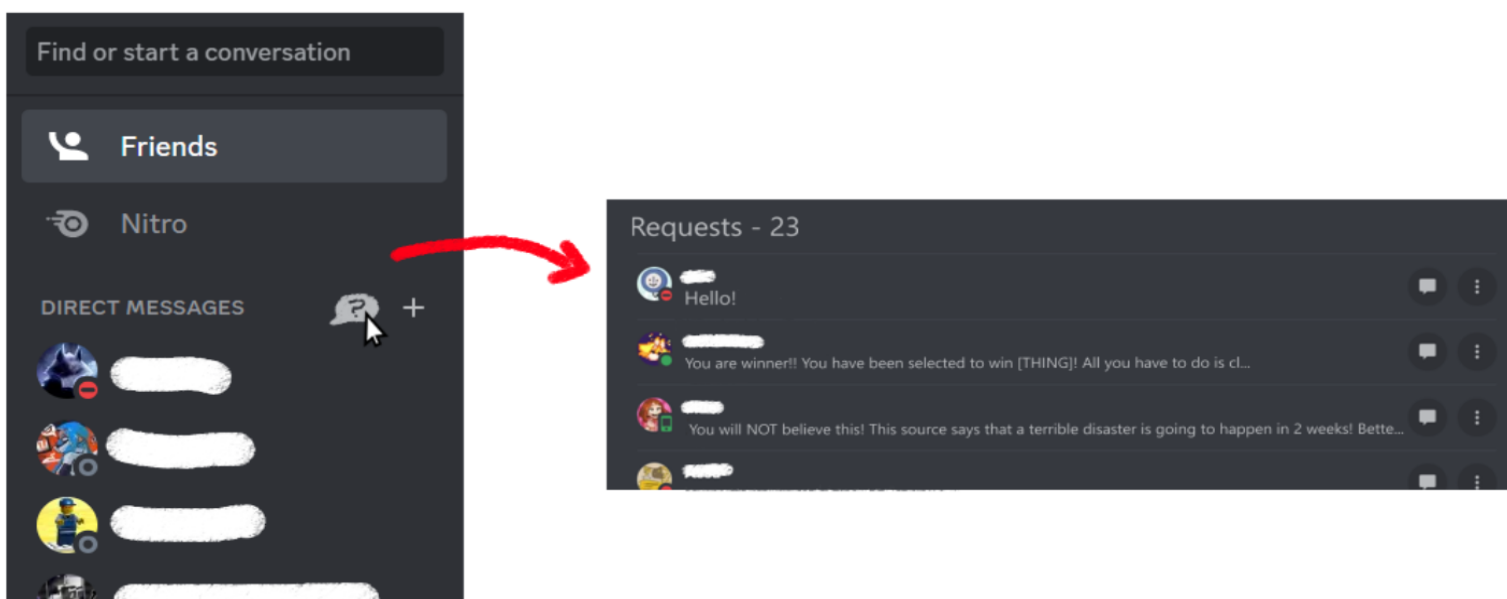 Find or start a conversation
Friends
Nitro
DIRECT MESSAGES
?
+
Requests - 23
Hello!
You are winner!! You have been selected to win [THING]! All you have to do is cl...
You will NOT believe this! This source says that a terrible disaster is going to happen in 2 weeks! Bette...